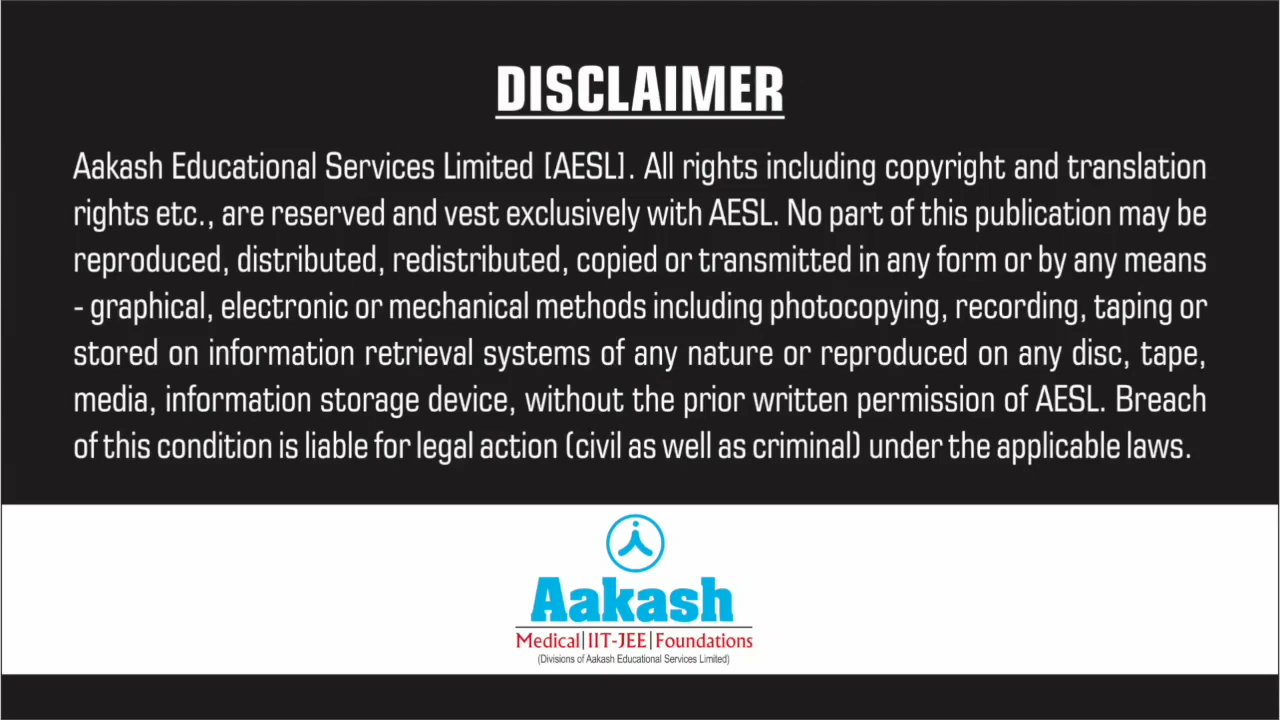 DISCLAIMER
Aakash Educational Services Limited [AESL]. All rights including copyright and translation
rights etc., are reserved and vest exclusively with AESL. No part of this publication may be
reproduced, distributed, redistributed, copied or transmitted in any form or by any means
- graphical, electronic or mechanical methods including photocopying, recording, taping or
stored on information retrieval systems of any nature or reproduced on any disc, tape,
media, information storage device, without the prior written permission of AESL. Breach
of this condition is liable for legal action (civil as well as criminal) under the applicable laws.
Aakash
Medical|IIT-JEE|Foundations
(Divisions of Aakash Educational Services Limited)